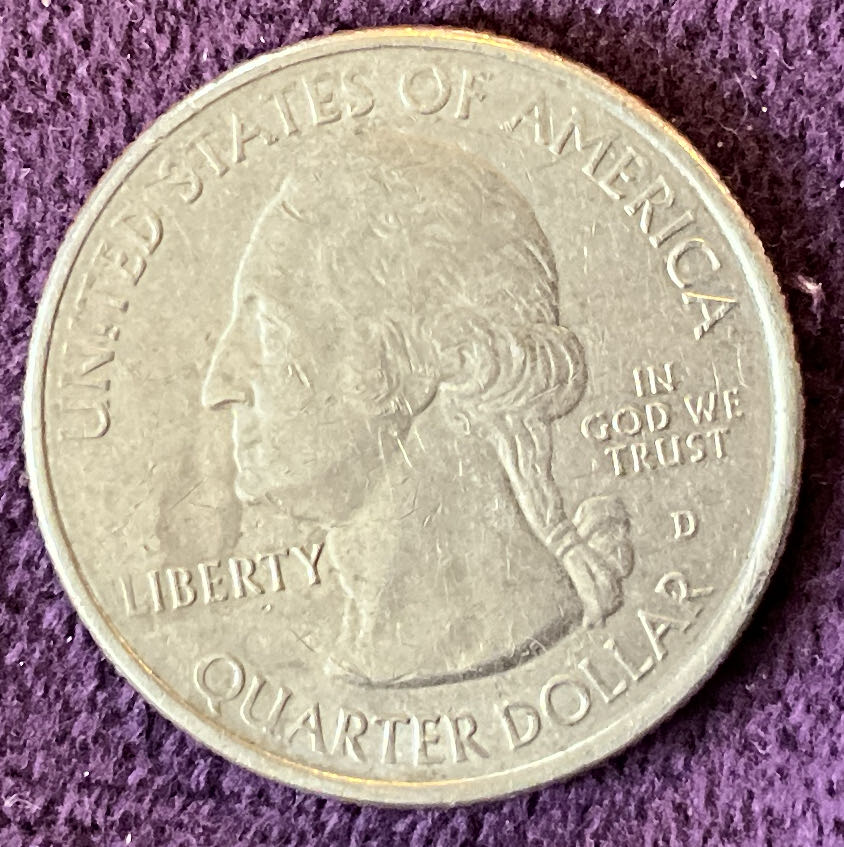 UNITED STATES OF AMERICA
LIBERTY
IN
GOD WE
TRUST
D
QUARTER DOLLAR